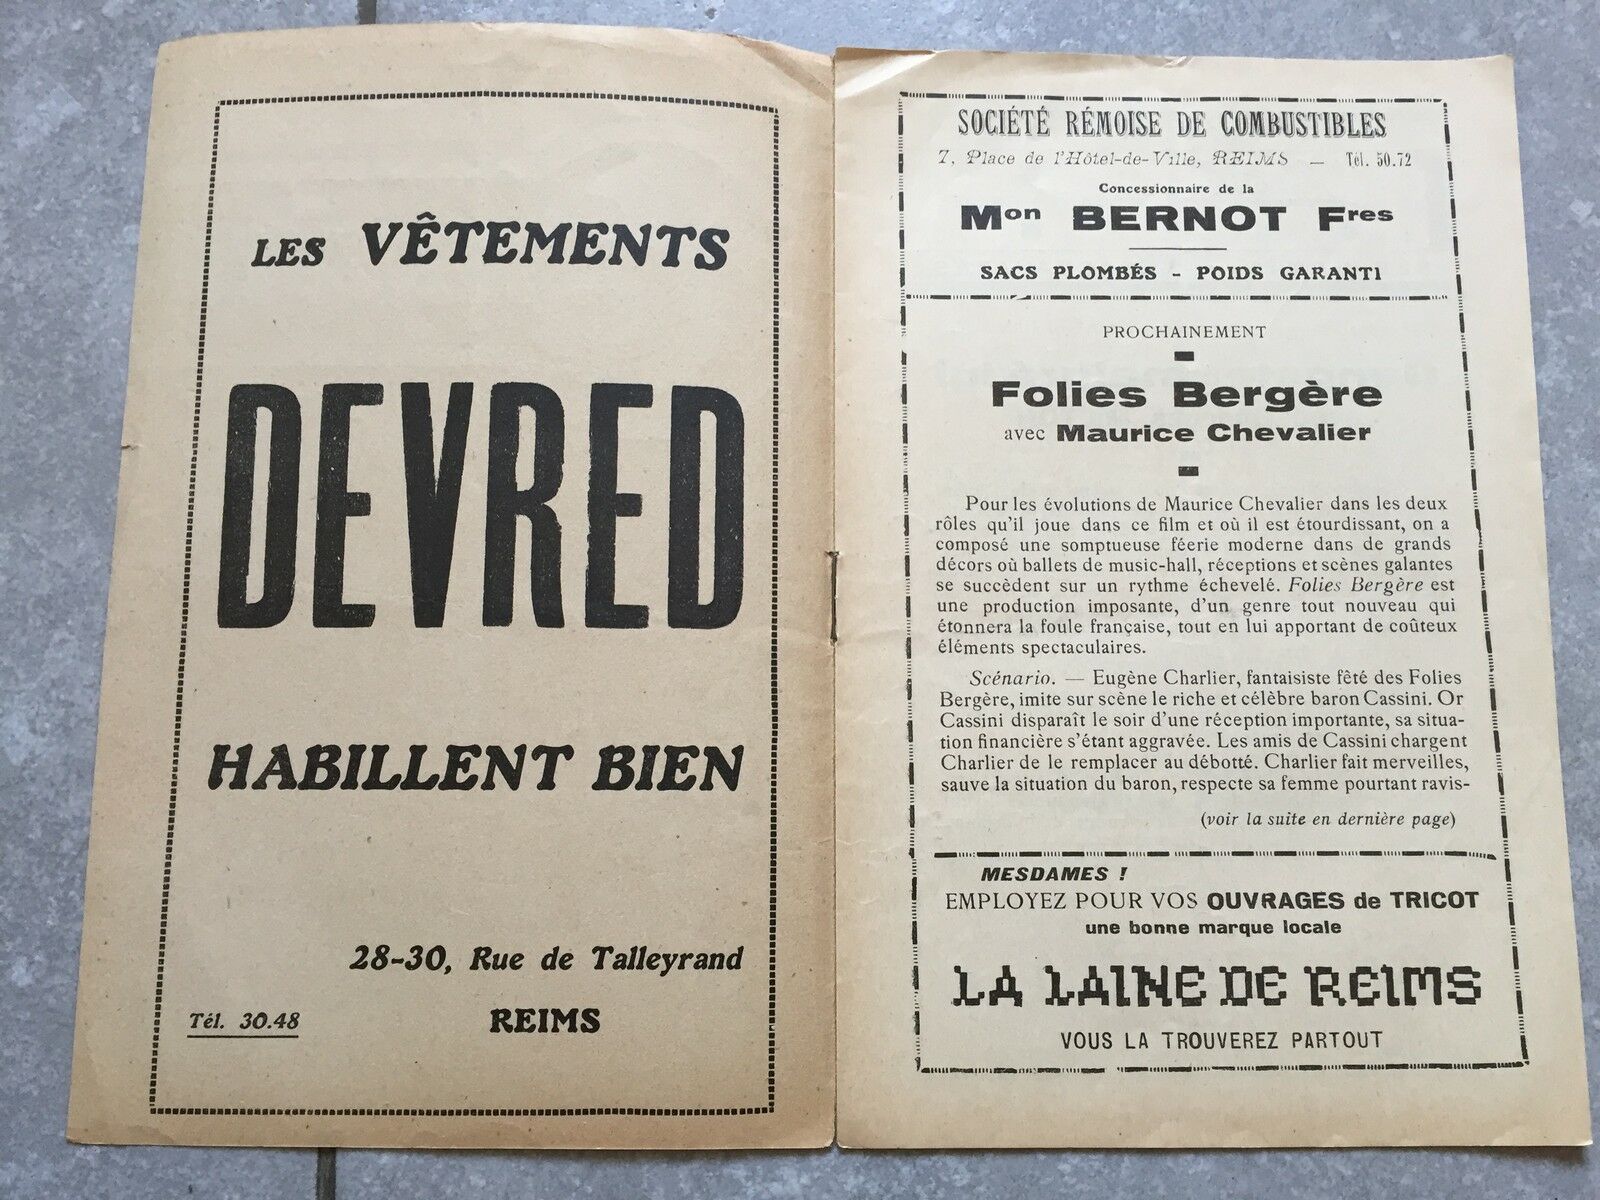 LES VÊTEMENTS
DEVRED
HABILLENT BIEN
28-30, Rue de Talleyrand
Tél. 30.48
REIMS
SOCIÉTÉ RÉMOISE DE COMBUSTIBLES
7, Place de l'Hôtel-de-Ville, REIMS — Tél. 50.72
Concessionnaire de la
Mon BERNOT Fres
SACS PLOMBÉS - POIDS GARANTI
PROCHAINEMENT
Folies Bergère
avec Maurice Chevalier
Pour les évolutions de Maurice Chevalier dans les deux
rôles qu'il joue dans ce film et où il est étourdissant, on a
composé une somptueuse féerie moderne dans de grands
décors où ballets de music-hall, réceptions et scènes galantes
se succèdent sur un rythme échevelé. Folies Bergère est
une production imposante, d'un genre tout nouveau qui
étonnera la foule française, tout en lui apportant de coûteux
éléments spectaculaires.
Scénario. — Eugène Charlier, fantaisiste fêté des Folies
Bergère, imite sur scène le riche et célèbre baron Cassini. Or
Cassini disparaît le soir d'une réception importante, sa situa-
tion financière s'étant aggravée. Les amis de Cassini chargent
Charlier de le remplacer au débotté. Charlier fait merveilles,
sauve la situation du baron, respecte sa femme pourtant ravis-
(voir la suite en dernière page)
MESDAMES !
EMPLOYEZ POUR VOS OUVRAGES de TRICOT
une bonne marque locale
LA LAINE DE REIMS
VOUS LA TROUVEREZ PARTOUT